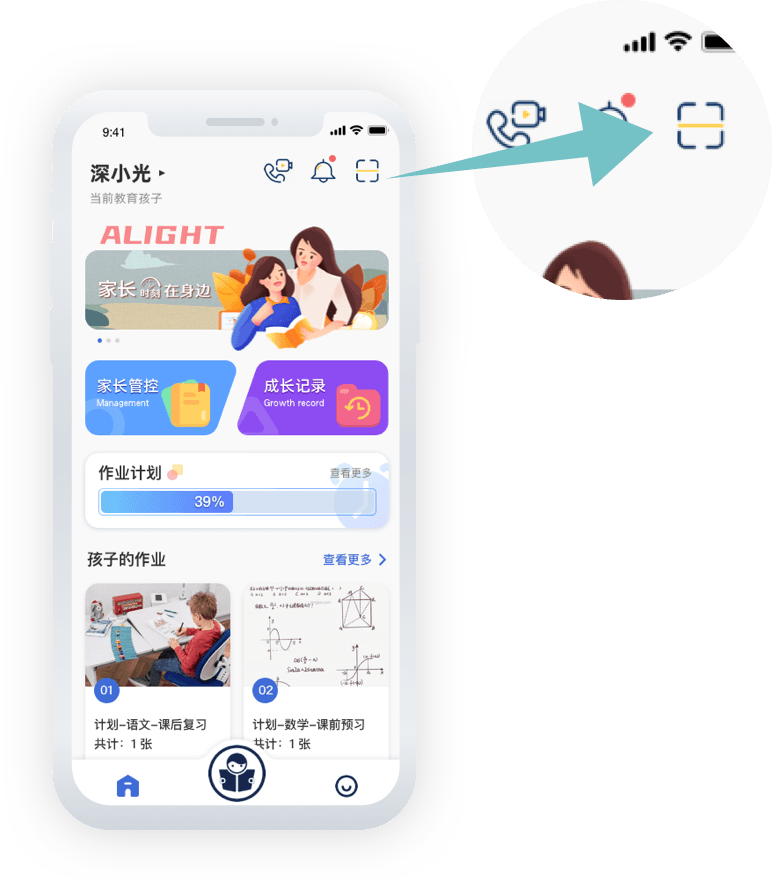 9:41
深小光
当前教育孩子
ALIGHT
家长时刻在身边
家长管控
Management
成长记录
Growth record
作业计划
查看更多
39%
孩子的作业
查看更多
01
02
计划-语文-课后复习
共计：1 张
计划-数学-课前预习
共计：1 张